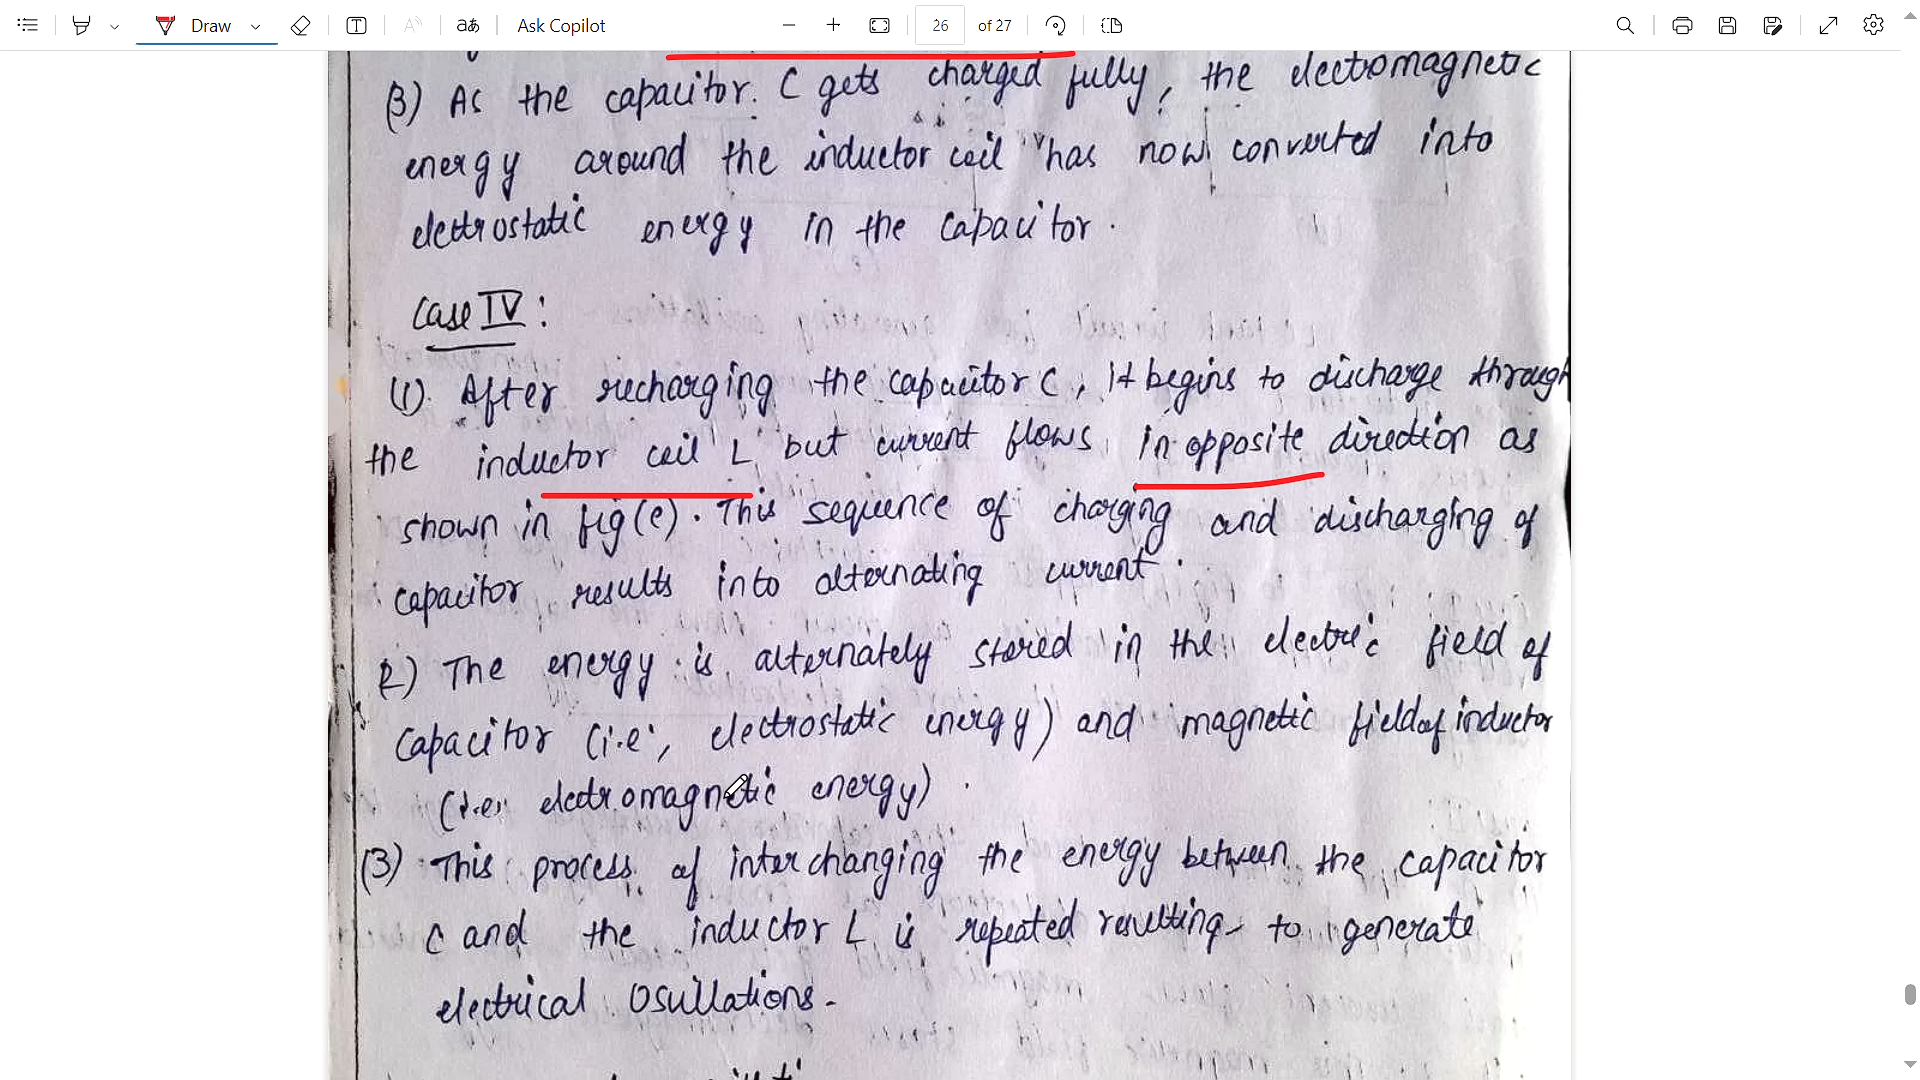 Draw
aあ
Ask Copilot
26
of 27
(3) As the capacitor. C gets charged fully, the electromagnetic
energy around the inductor coil has now converted into
electrostatic energy in the capacitor.
Case IV :
(1). After recharging the capacitor C, it begins to discharge through
the inductor coil L but current flows in opposite direction as
shown in fig(e). This sequence of charging and discharging of
capacitor results into alternating current.
2) The energy is alternately stored in the electric field of
capacitor (i.e., electrostatic energy) and magnetic field of inductor
(i.e. electromagnetic energy).
(3) This process of interchanging the energy between the capacitor
C and the inductor L is repeated resulting to generate
electrical oscillations.